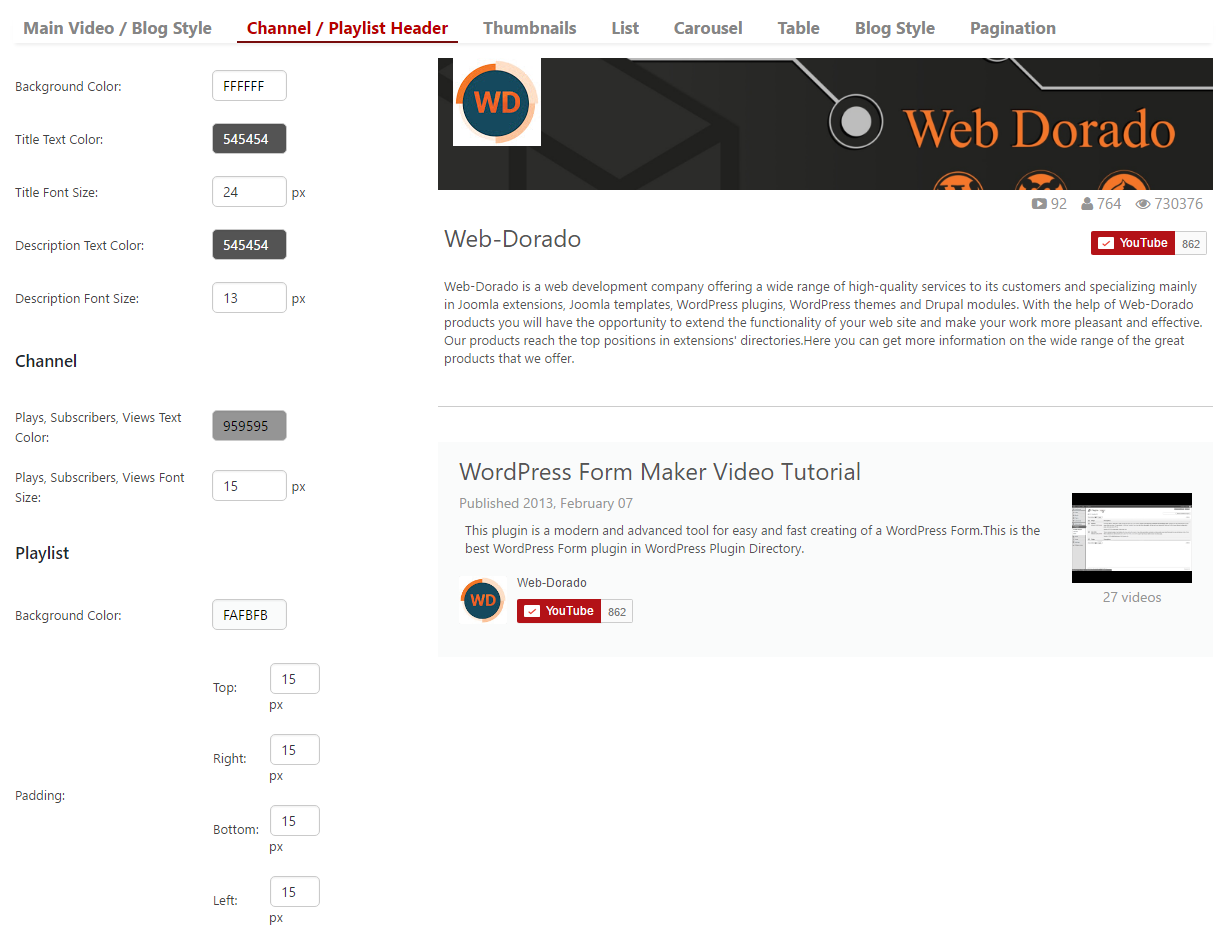 Main Video / Blog Style Channel / Playlist Header Thumbnails List Carousel Table Blog Style Pagination
Background Color: FFFFFF
Title Text Color: 545454
Title Font Size: 24 px
Description Text Color: 545454
Description Font Size: 13 px
Channel
Plays, Subscribers, Views Text
Color: 959595
Plays, Subscribers, Views Font
Size: 15 px
Playlist
Background Color: FAFBFB
Padding:
Top: 15
px
Right: 15
px
Bottom: 15
px
Left: 15
px
WD
Web Dorado
92 764 730376
Web-Dorado
YouTube 862
Web-Dorado is a web development company offering a wide range of high-quality services to its customers and specializing mainly
in Joomla extensions, Joomla templates, WordPress plugins, WordPress themes and Drupal modules. With the help of Web-Dorado
products you will have the opportunity to extend the functionality of your web site and make your work more pleasant and effective.
Our products reach the top positions in extensions' directories.Here you can get more information on the wide range of the great
products that we offer.
WordPress Form Maker Video Tutorial
Published 2013, February 07
This plugin is a modern and advanced tool for easy and fast creating of a WordPress Form.This is the
best WordPress Form plugin in WordPress Plugin Directory.
WD
Web-Dorado
YouTube 862
27 videos